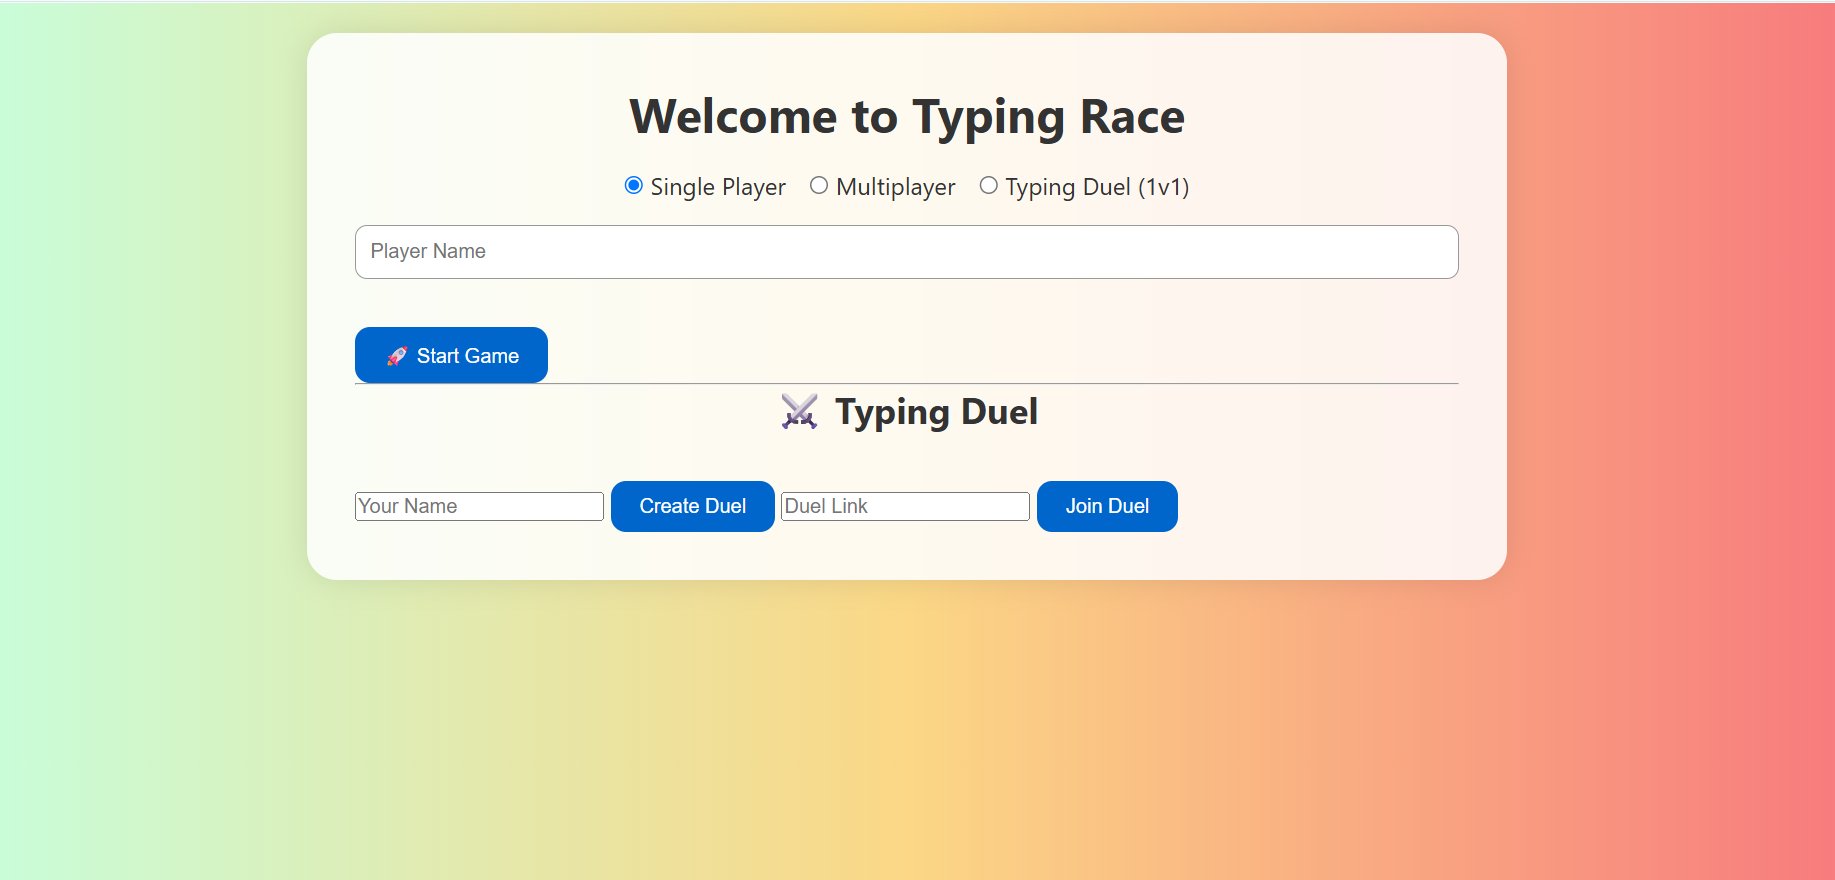 Welcome to Typing Race
Single Player Multiplayer Typing Duel (1v1)
Player Name
🚀 Start Game
⚔️ Typing Duel
Your Name Create Duel Duel Link Join Duel